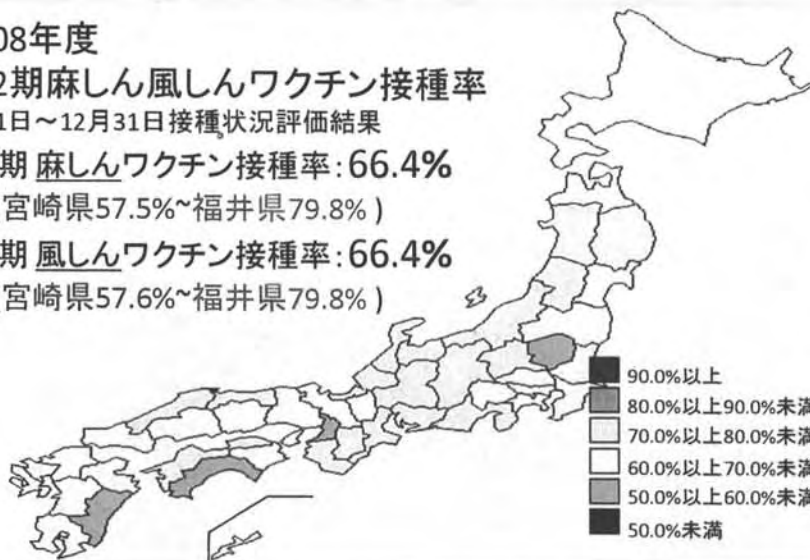 08年度
2期麻しん風しんワクチン接種率
1日～12月31日接種状況評価結果
期 麻しんワクチン接種率：66.4%
宮崎県57.5%~福井県79.8% )
期 風しんワクチン接種率：66.4%
宮崎県57.6%~福井県79.8% )
90.0%以上
80.0%以上90.0%未満
70.0%以上80.0%未満
60.0%以上70.0%未満
50.0%以上60.0%未満
50.0%未満